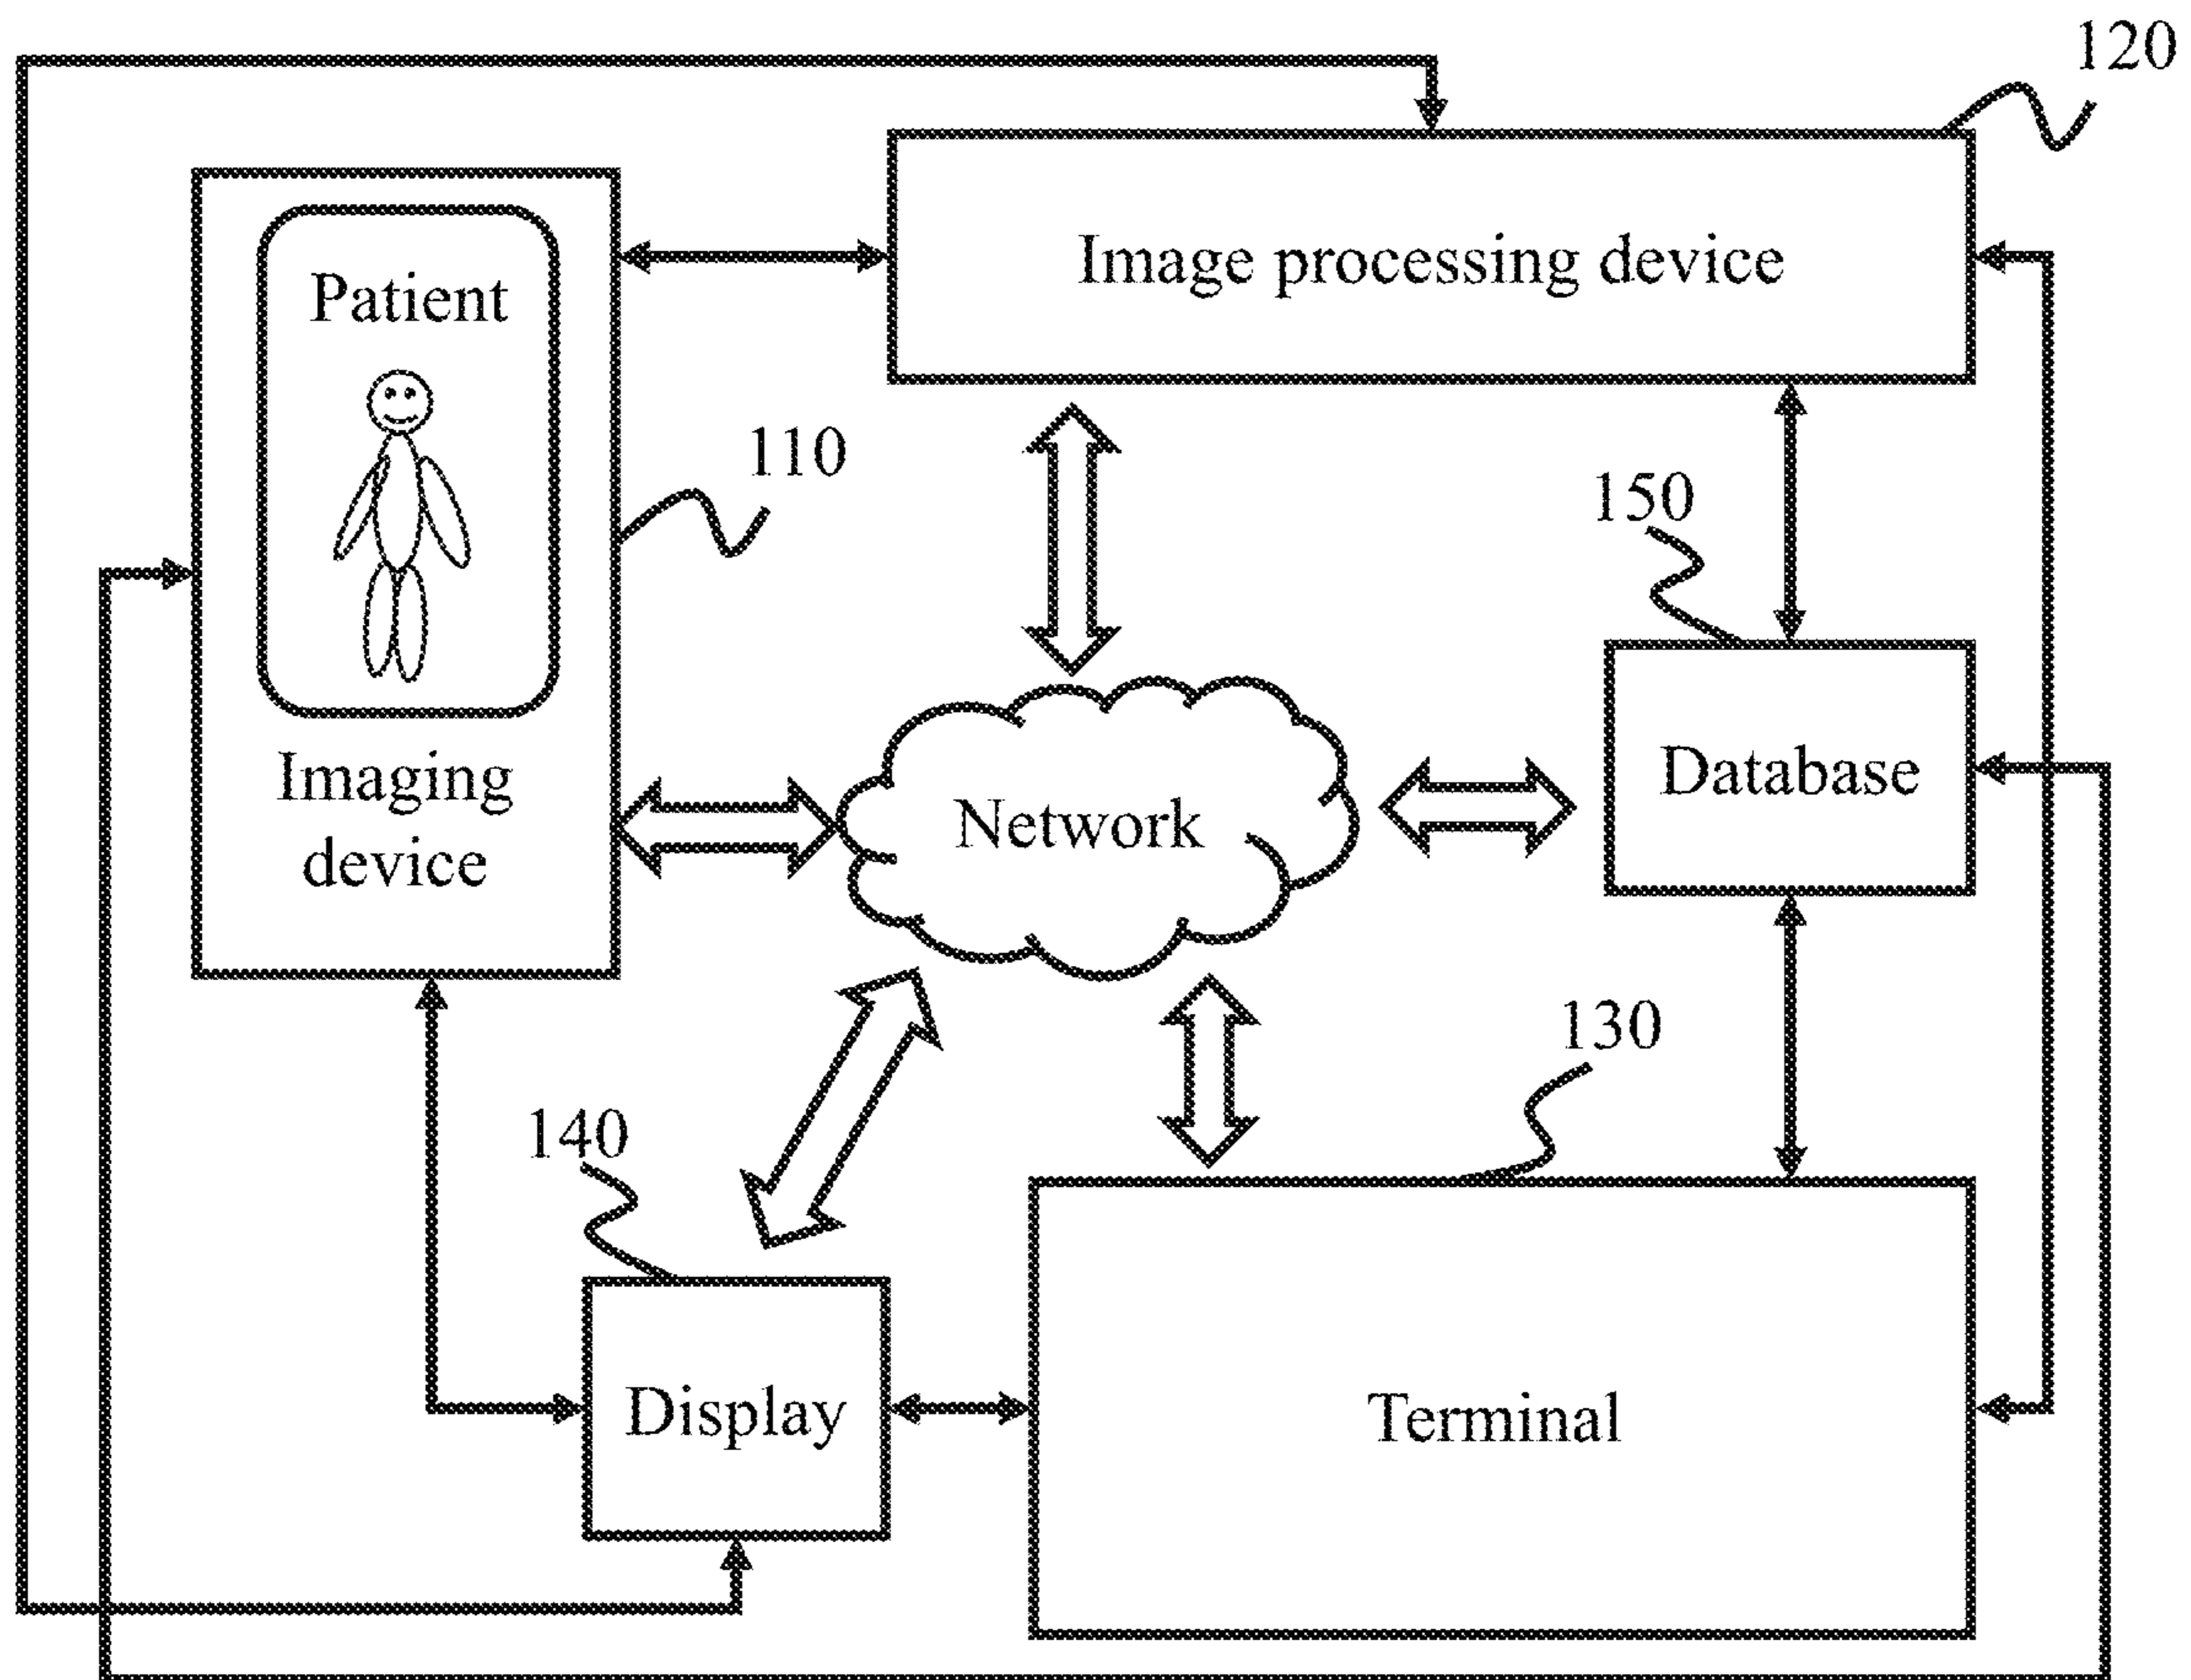 120
Image processing device
Patient
110
150
Imaging
device
Network
Database
130
140
Display
Terminal